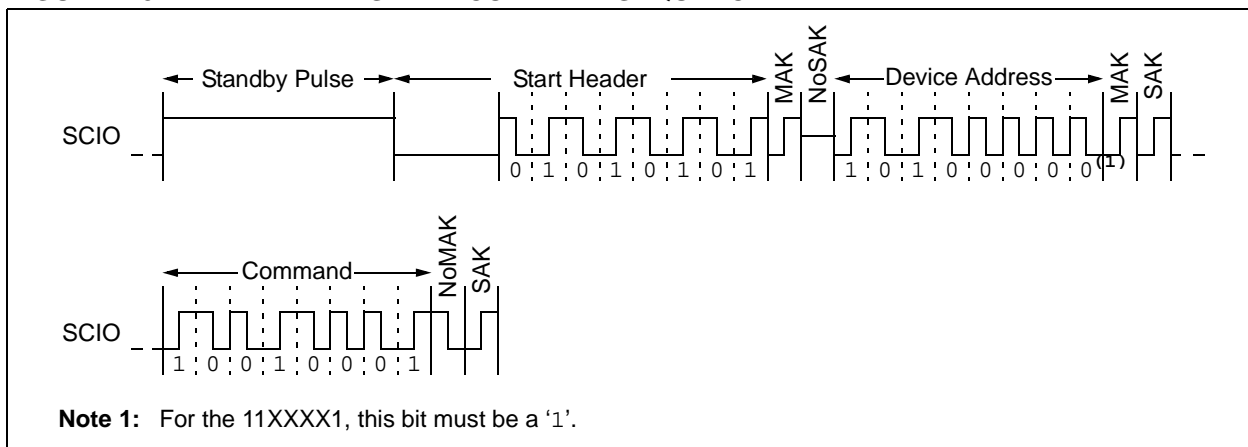 Standby Pulse Start Header MAK NoSAK Device Address MAK SAK
SCIO
0 1 0 1 0 1 0 1 1 0 1 0 0 0 0 0(1)
Command NoMAK SAK
SCIO
1 0 0 1 0 0 0 1
Note 1: For the 11XXXX1, this bit must be a ‘1’.